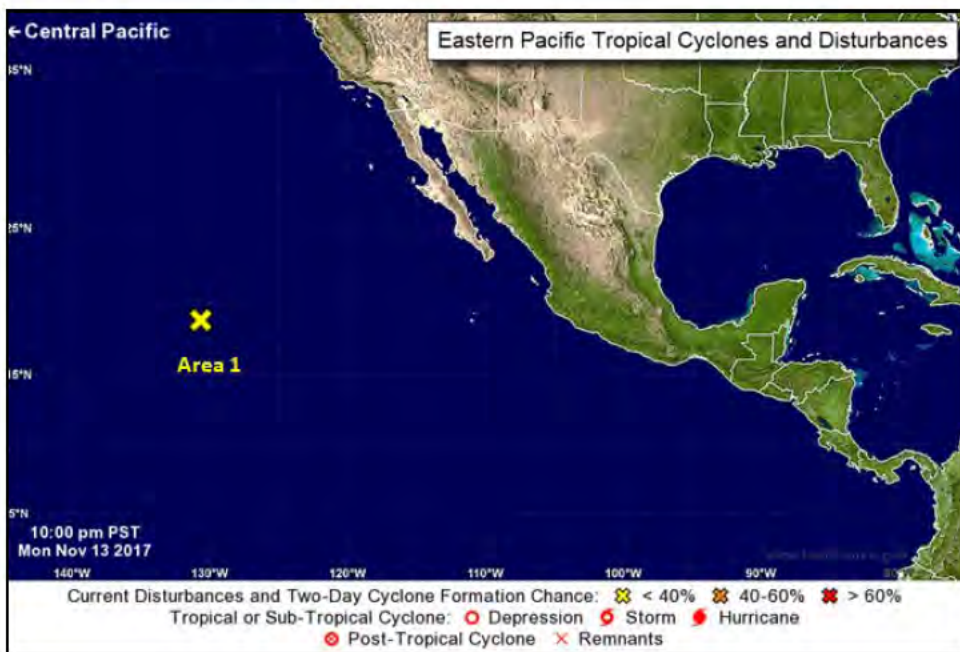 ← Central Pacific
Eastern Pacific Tropical Cyclones and Disturbances
35°N
25°N
Area 1
15°N
5°N
10:00 pm PST
Mon Nov 13 2017
140°W 130°W 120°W 110°W 100°W 90°W 80°
Current Disturbances and Two-Day Cyclone Formation Chance: < 40% 40-60% > 60%
Tropical or Sub-Tropical Cyclone: Depression Storm Hurricane
Post-Tropical Cyclone Remnants